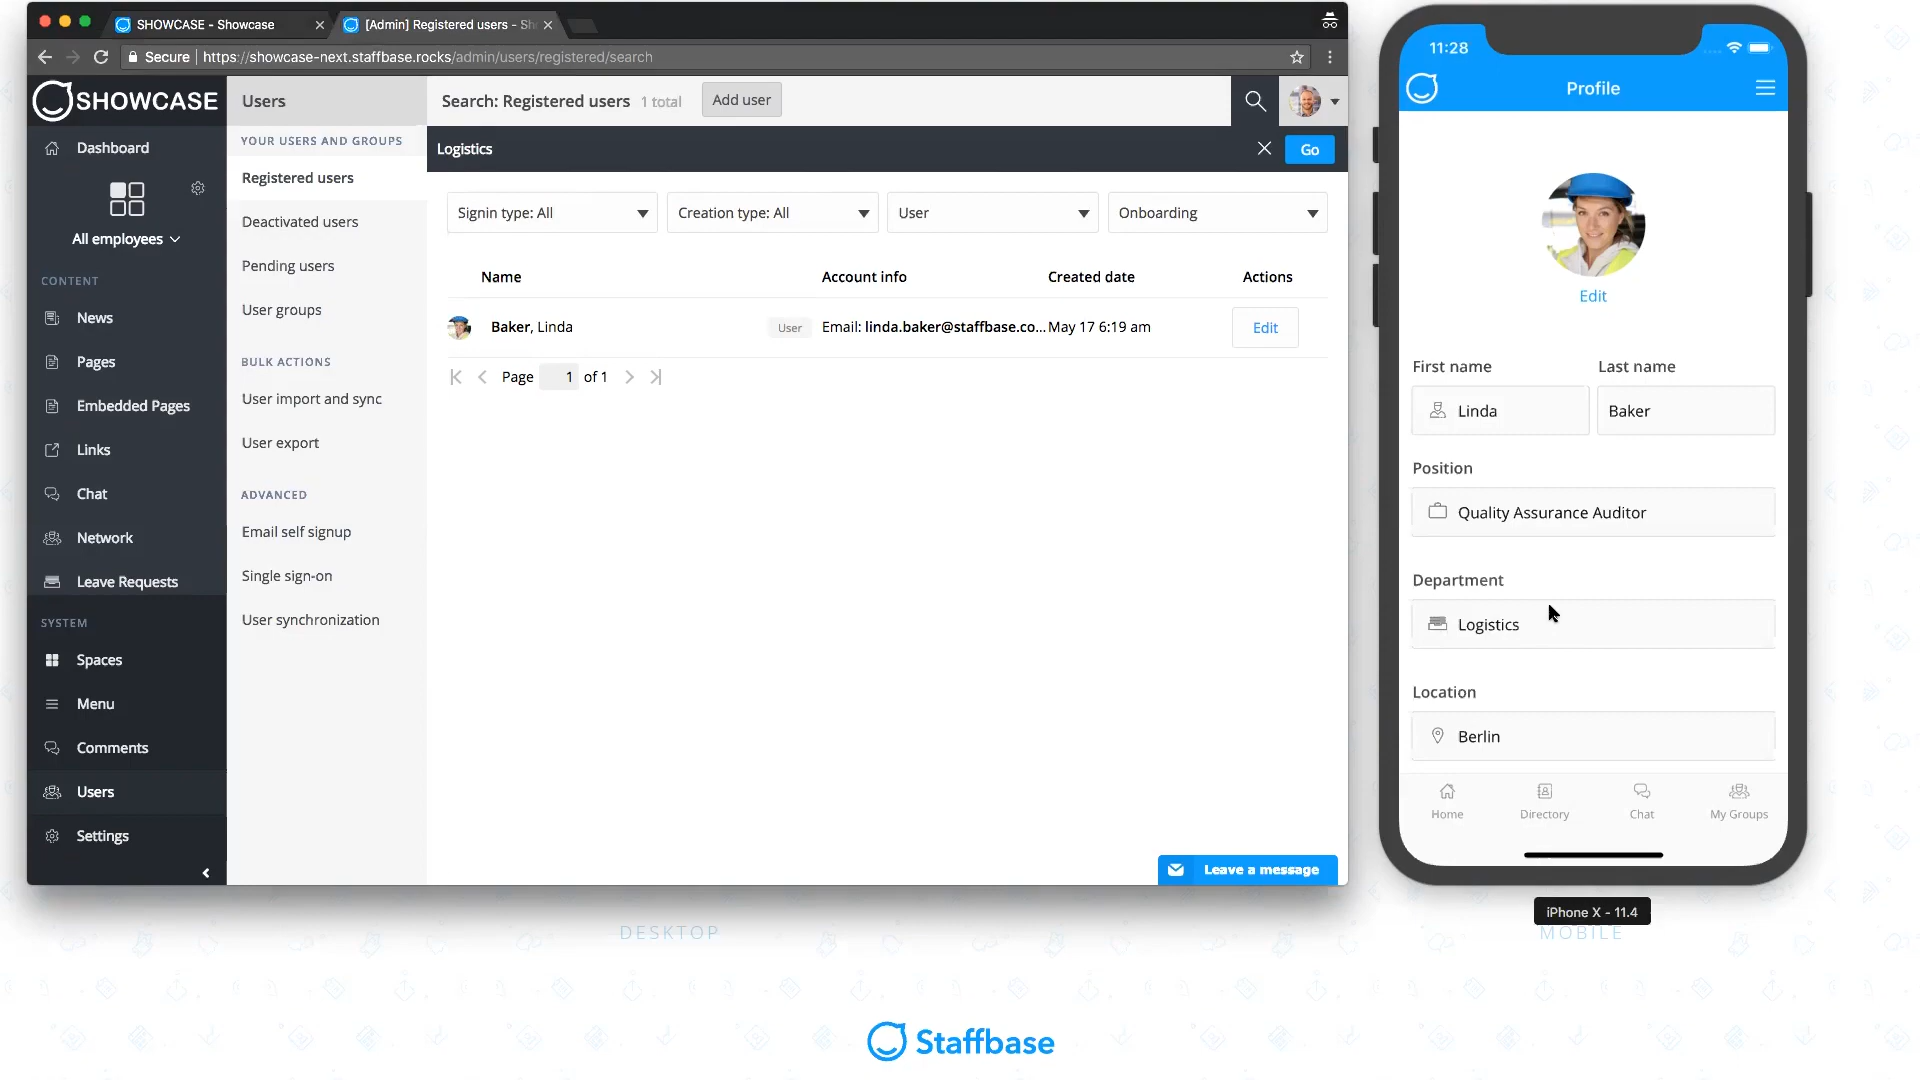 SHOWCASE - Showcase
[Admin] Registered users - Sh
Secure
https://showcase-next.staffbase.rocks/admin/users/registered/search
SHOWCASE
Dashboard
All employees
CONTENT
News
Pages
Embedded Pages
Links
Chat
Network
Leave Requests
SYSTEM
Spaces
Menu
Comments
Users
Settings
Users
YOUR USERS AND GROUPS
Registered users
Deactivated users
Pending users
User groups
BULK ACTIONS
User import and sync
User export
ADVANCED
Email self signup
Single sign-on
User synchronization
Search: Registered users 1 total Add user
Logistics Go
Signin type: All Creation type: All User Onboarding
Name Account info Created date Actions
Baker, Linda User Email: linda.baker@staffbase.co... May 17 6:19 am Edit
Page 1 of 1
Leave a message
11:28
Profile
Edit
First name Last name
Linda Baker
Position
Quality Assurance Auditor
Department
Logistics
Location
Berlin
Home Directory Chat My Groups
iPhone X - 11.4
DESKTOP
MOBILE
Staffbase